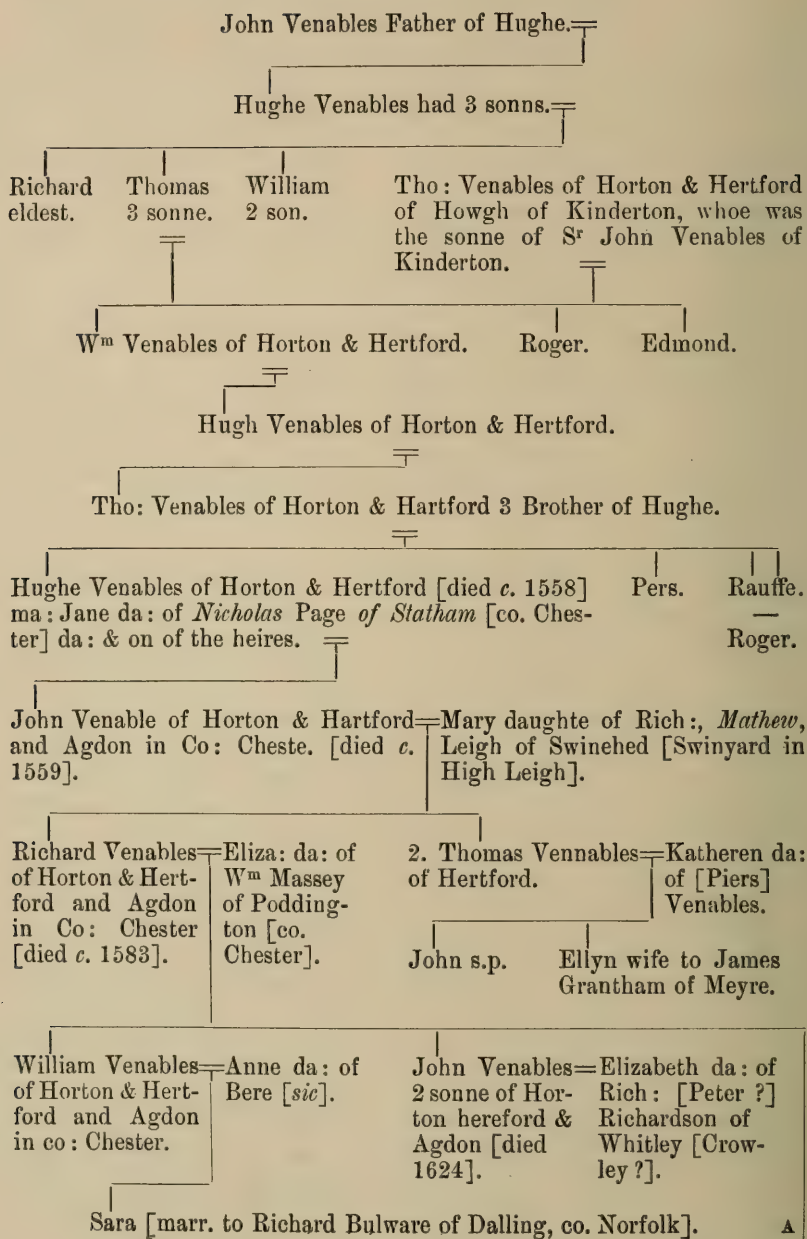 John Venables Father of Hughe.
Hughe Venables had 3 sonns.
Richard
eldest.
Thomas
3 sonne.
William
2 son.
Tho: Venables of Horton & Hertford
of Howgh of Kinderton, whoe was
the sonne of Sʳ John Venables of
Kinderton.
Wᵐ Venables of Horton & Hertford.
Roger.
Edmond.
Hugh Venables of Horton & Hertford.
Tho: Venables of Horton & Hartford 3 Brother of Hughe.
Hughe Venables of Horton & Hertford [died c. 1558]
ma: Jane da: of Nicholas Page of Statham [co. Ches-
ter] da: & on of the heires.
Pers.
Rauffe.
—
Roger.
John Venable of Horton & Hartford
and Agdon in Co: Cheste. [died c.
1559].
Mary daughte of Rich:, Mathew,
Leigh of Swinehed [Swinyard in
High Leigh].
Richard Venables
of Horton & Hert-
ford and Agdon
in Co: Chester
[died c. 1583].
Eliza: da: of
Wᵐ Massey
of Podding-
ton [co.
Chester].
2. Thomas Vennables
of Hertford.
Katheren da:
of [Piers]
Venables.
John s.p.
Ellyn wife to James
Grantham of Meyre.
William Venables
of Horton & Hert-
ford and Agdon
in co: Chester.
Anne da: of
Bere [sic].
John Venables
2 sonne of Hor-
ton hereford &
Agdon [died
1624].
Elizabeth da: of
Rich: [Peter ?]
Richardson of
Whitley [Crow-
ley ?].
Sara [marr. to Richard Bulware of Dalling, co. Norfolk].
A